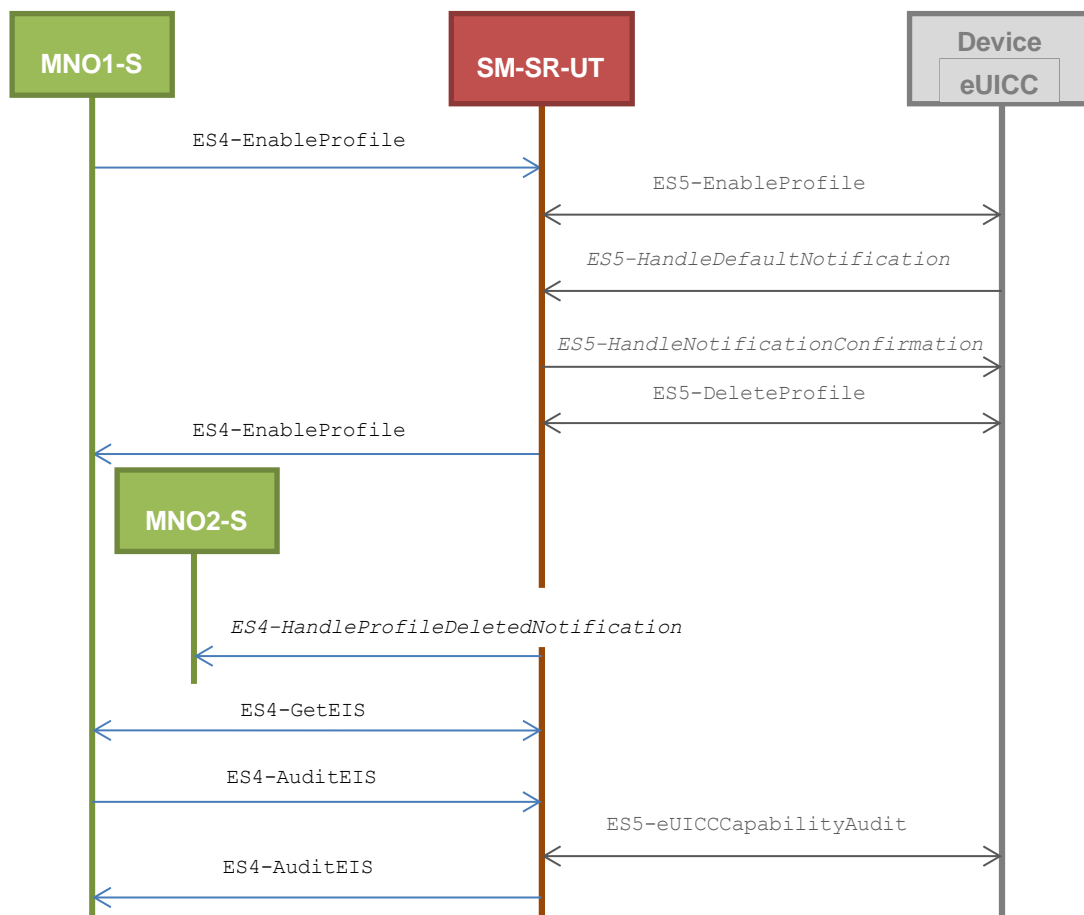 MNO1-S
SM-SR-UT
Device
eUICC
ES4-EnableProfile
ES5-EnableProfile
ES5-HandleDefaultNotification
ES5-HandleNotificationConfirmation
ES5-DeleteProfile
ES4-EnableProfile
MNO2-S
ES4-HandleProfileDeletedNotification
ES4-GetEIS
ES4-AuditEIS
ES5-eUICCCapabilityAudit
ES4-AuditEIS